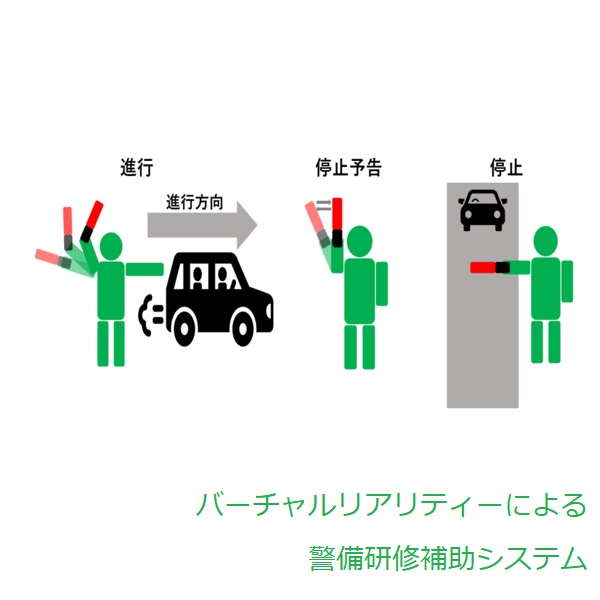 進行
停止予告
停止
進行方向
バーチャルリアリティーによる
警備研修補助システム